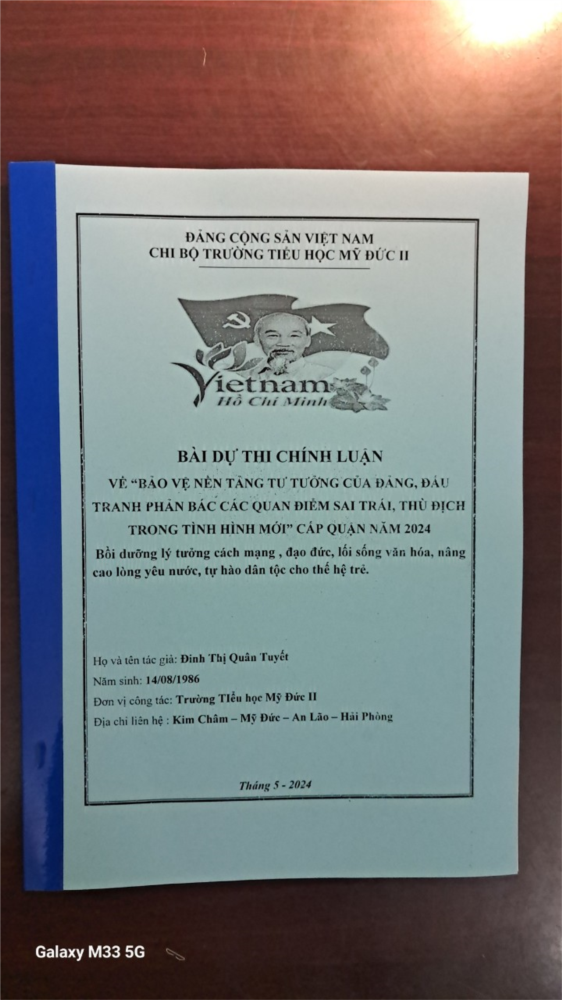 ĐẢNG CỘNG SẢN VIỆT NAM
CHI BỘ TRƯỜNG TIỂU HỌC MỸ ĐỨC II
Vietnam
Hồ Chí Minh
BÀI DỰ THI CHÍNH LUẬN
VỀ “BẢO VỆ NỀN TẢNG TƯ TƯỞNG CỦA ĐẢNG, ĐẤU
TRANH PHẢN BÁC CÁC QUAN ĐIỂM SAI TRÁI, THÙ ĐỊCH
TRONG TÌNH HÌNH MỚI” CẤP QUẬN NĂM 2024
Bồi dưỡng lý tưởng cách mạng , đạo đức, lối sống văn hóa, nâng
cao lòng yêu nước, tự hào dân tộc cho thế hệ trẻ.
Họ và tên tác giả: Đinh Thị Quân Tuyết
Năm sinh: 14/08/1986
Đơn vị công tác: Trường TIểu học Mỹ Đức II
Địa chỉ liên hệ : Kim Châm – Mỹ Đức – An Lão – Hải Phòng
Tháng 5 - 2024
Galaxy M33 5G